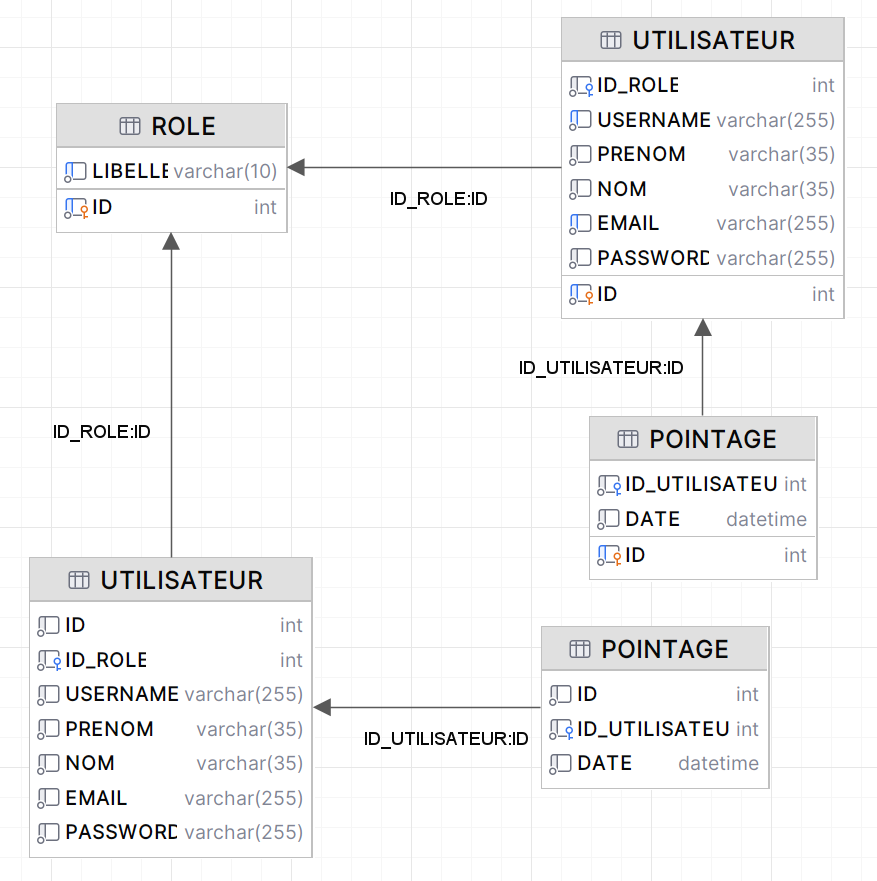 UTILISATEUR
ID_ROLE int
USERNAME varchar(255)
PRENOM varchar(35)
NOM varchar(35)
EMAIL varchar(255)
PASSWORD varchar(255)
ID int
ROLE
LIBELLE varchar(10)
ID int
ID_ROLE:ID
ID_UTILISATEUR:ID
POINTAGE
ID_UTILISATEU int
DATE datetime
ID int
ID_ROLE:ID
UTILISATEUR
ID int
ID_ROLE int
USERNAME varchar(255)
PRENOM varchar(35)
NOM varchar(35)
EMAIL varchar(255)
PASSWORD varchar(255)
POINTAGE
ID int
ID_UTILISATEU int
DATE datetime
ID_UTILISATEUR:ID